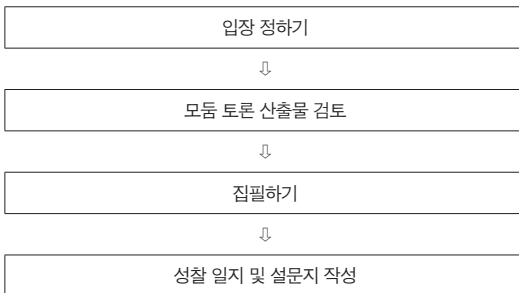 입장 정하기
⇩
모둠 토론 산출물 검토
⇩
집필하기
⇩
성찰 일지 및 설문지 작성